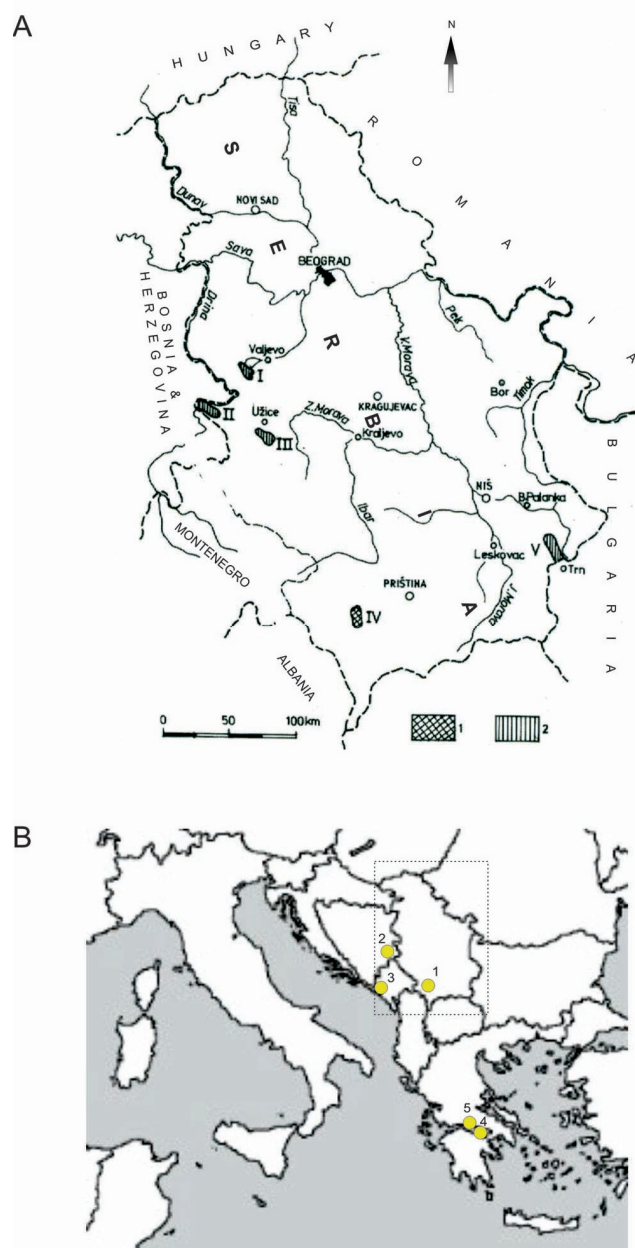 A
HUNGARY
N
Tisa
ROMANIA
S
Dunav
NOVI SAD
E
Sava
BEOGRAD
BOSNIA &
HERZEGOVINA
Drina
R
Pek
V.Morava
Valjevo
I
Bor
Timok
II
Užice
III
Z.Morava
KRAGUJEVAC
B
Kraljevo
BULGARIA
NIŠ
B.Palanka
Ibar
I
MONTENEGRO
Leskovac
V
Trn
PRIŠTINA
A
J.Morava
IV
ALBANIA
0 50 100km
1
2
B
2
3
1
5
4